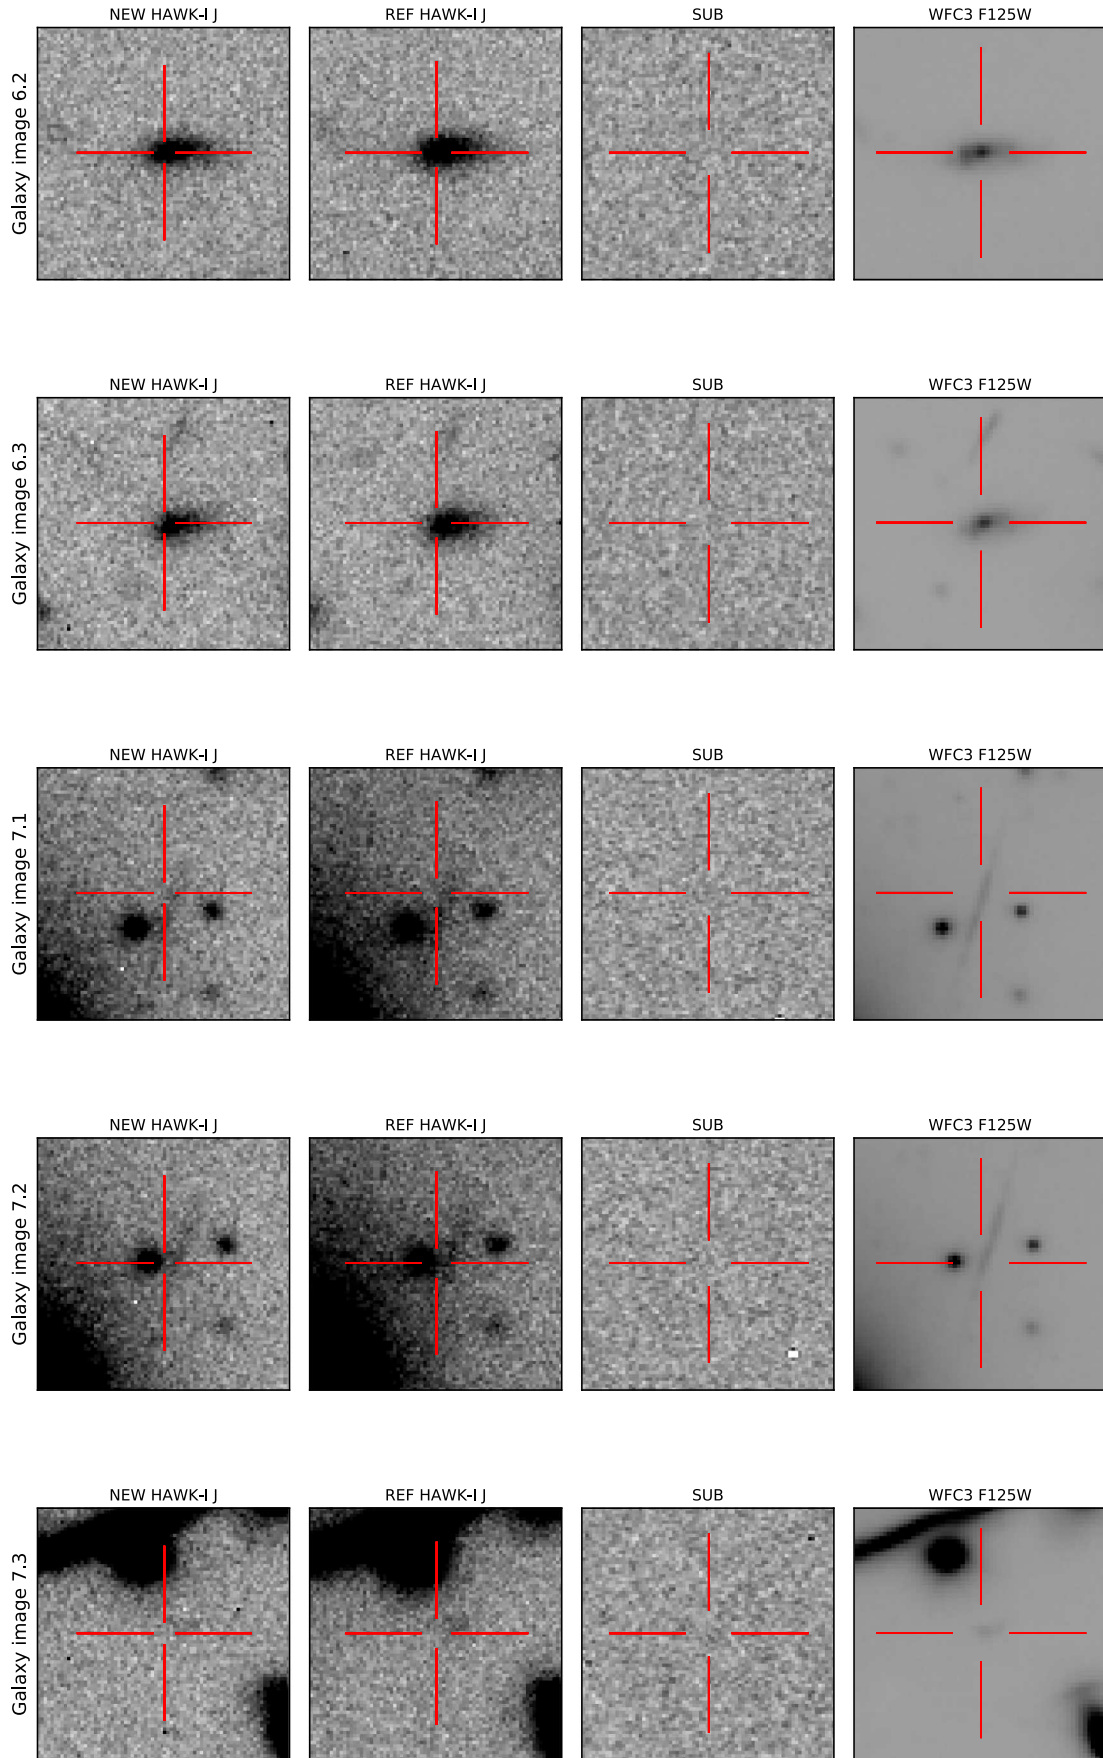 NEW HAWK-I J REF HAWK-I J SUB WFC3 F125W
Galaxy image 6.2
NEW HAWK-I J REF HAWK-I J SUB WFC3 F125W
Galaxy image 6.3
NEW HAWK-I J REF HAWK-I J SUB WFC3 F125W
Galaxy image 7.1
NEW HAWK-I J REF HAWK-I J SUB WFC3 F125W
Galaxy image 7.2
NEW HAWK-I J REF HAWK-I J SUB WFC3 F125W
Galaxy image 7.3